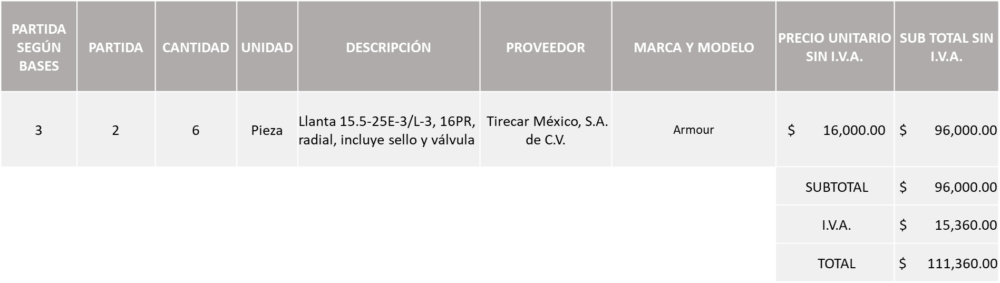 PARTIDA
SEGÚN
BASES
PARTIDA
CANTIDAD
UNIDAD
DESCRIPCIÓN
PROVEEDOR
MARCA Y MODELO
PRECIO UNITARIO
SIN I.V.A.
SUB TOTAL SIN
I.V.A.
3
2
6
Pieza
Llanta 15.5-25E-3/L-3, 16PR,
radial, incluye sello y válvula
Tirecar México, S.A.
de C.V.
Armour
$ 16,000.00
$ 96,000.00
SUBTOTAL $ 96,000.00
I.V.A. $ 15,360.00
TOTAL $ 111,360.00